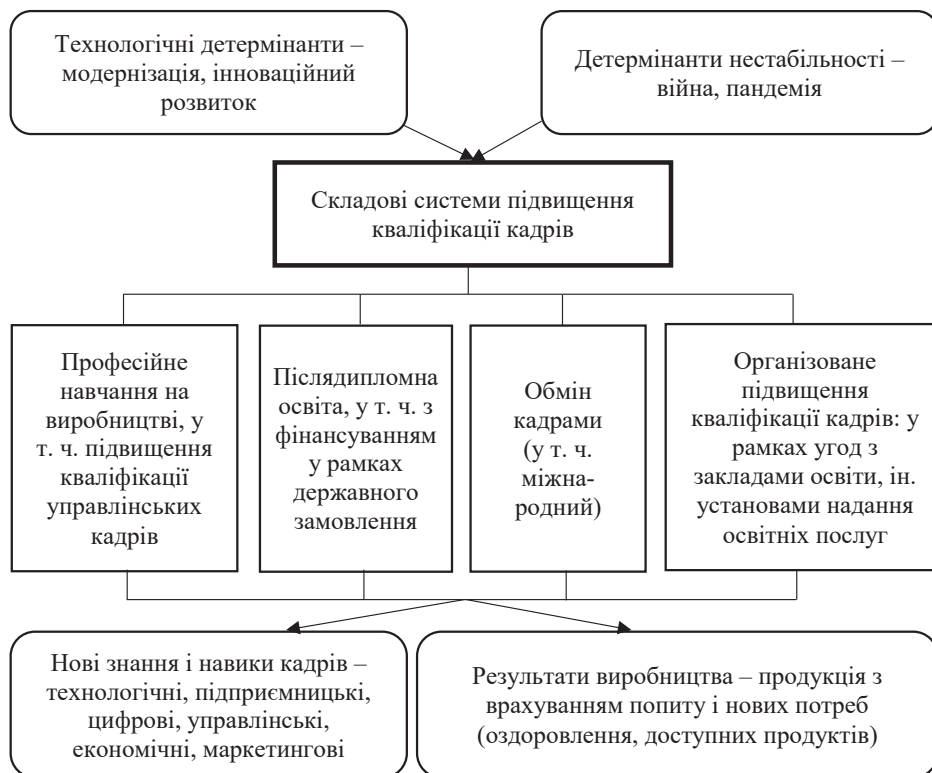 Технологічні детермінанти –
модернізація, інноваційний
розвиток
Детермінанти нестабільності –
війна, пандемія
Складові системи підвищення
кваліфікації кадрів
Професійне
навчання на
виробництві, у
т. ч. підвищення
кваліфікації
управлінських
кадрів
Післядипломна
освіта, у т. ч. з
фінансуванням
у рамках
державного
замовлення
Обмін
кадрами
(у т. ч.
міжна-
родний)
Організоване
підвищення
кваліфікації кадрів: у
рамках угод з
закладами освіти, ін.
установами надання
освітніх послуг
Нові знання і навики кадрів –
технологічні, підприємницькі,
цифрові, управлінські,
економічні, маркетингові
Результати виробництва – продукція з
врахуванням попиту і нових потреб
(оздоровлення, доступних продуктів)